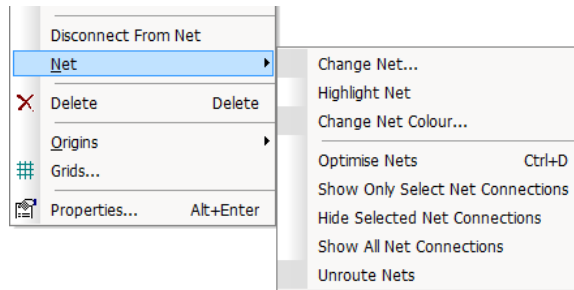 Disconnect From Net
Net
Delete Delete
Origins
Grids...
Properties... Alt+Enter
Change Net...
Highlight Net
Change Net Colour...
Optimise Nets Ctrl+D
Show Only Select Net Connections
Hide Selected Net Connections
Show All Net Connections
Unroute Nets